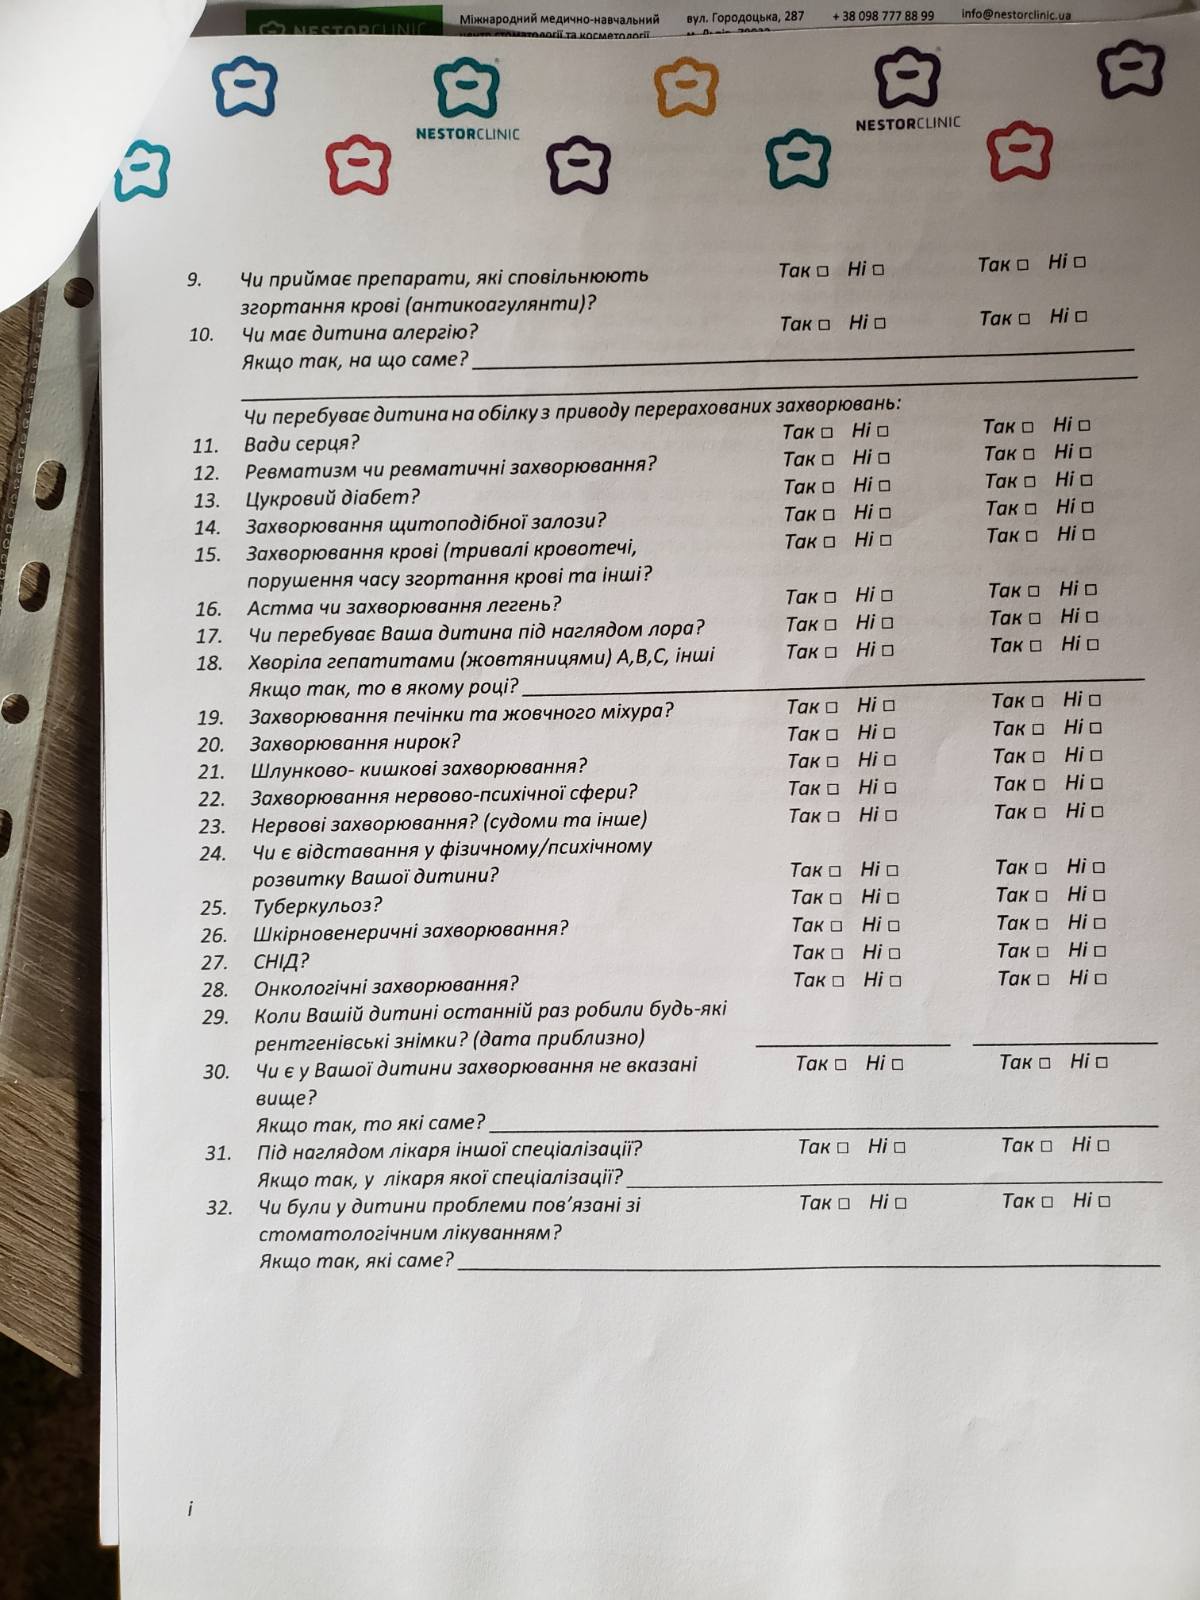 NESTORCLINIC
Міжнародний медично-навчальний
центр стоматології та косметології
вул. Городоцька, 287
м. Львів, 79022
+ 38 098 777 88 99
info@nestorclinic.ua
NESTORCLINIC
NESTORCLINIC
9. Чи приймає препарати, які сповільнюють Так □ Ні □ Так □ Ні □
згортання крові (антикоагулянти)?
10. Чи має дитина алергію? Так □ Ні □ Так □ Ні □
Якщо так, на що саме?
Чи перебуває дитина на обілку з приводу перерахованих захворювань:
11. Вади серця? Так □ Ні □ Так □ Ні □
12. Ревматизм чи ревматичні захворювання? Так □ Ні □ Так □ Ні □
13. Цукровий діабет? Так □ Ні □ Так □ Ні □
14. Захворювання щитоподібної залози? Так □ Ні □ Так □ Ні □
15. Захворювання крові (тривалі кровотечі, Так □ Ні □ Так □ Ні □
порушення часу згортання крові та інші?
16. Астма чи захворювання легень? Так □ Ні □ Так □ Ні □
17. Чи перебуває Ваша дитина під наглядом лора? Так □ Ні □ Так □ Ні □
18. Хворіла гепатитами (жовтяницями) А,В,С, інші Так □ Ні □ Так □ Ні □
Якщо так, то в якому році?
19. Захворювання печінки та жовчного міхура? Так □ Ні □ Так □ Ні □
20. Захворювання нирок? Так □ Ні □ Так □ Ні □
21. Шлунково- кишкові захворювання? Так □ Ні □ Так □ Ні □
22. Захворювання нервово-психічної сфери? Так □ Ні □ Так □ Ні □
23. Нервові захворювання? (судоми та інше) Так □ Ні □ Так □ Ні □
24. Чи є відставання у фізичному/психічному
розвитку Вашої дитини? Так □ Ні □ Так □ Ні □
25. Туберкульоз? Так □ Ні □ Так □ Ні □
26. Шкірновенеричні захворювання? Так □ Ні □ Так □ Ні □
27. СНІД? Так □ Ні □ Так □ Ні □
28. Онкологічні захворювання? Так □ Ні □ Так □ Ні □
29. Коли Вашій дитині останній раз робили будь-які
рентгенівські знімки? (дата приблизно)
30. Чи є у Вашої дитини захворювання не вказані Так □ Ні □ Так □ Ні □
вище?
Якщо так, то які саме?
31. Під наглядом лікаря іншої спеціалізації? Так □ Ні □ Так □ Ні □
Якщо так, у лікаря якої спеціалізації?
32. Чи були у дитини проблеми пов’язані зі Так □ Ні □ Так □ Ні □
стоматологічним лікуванням?
Якщо так, які саме?
і